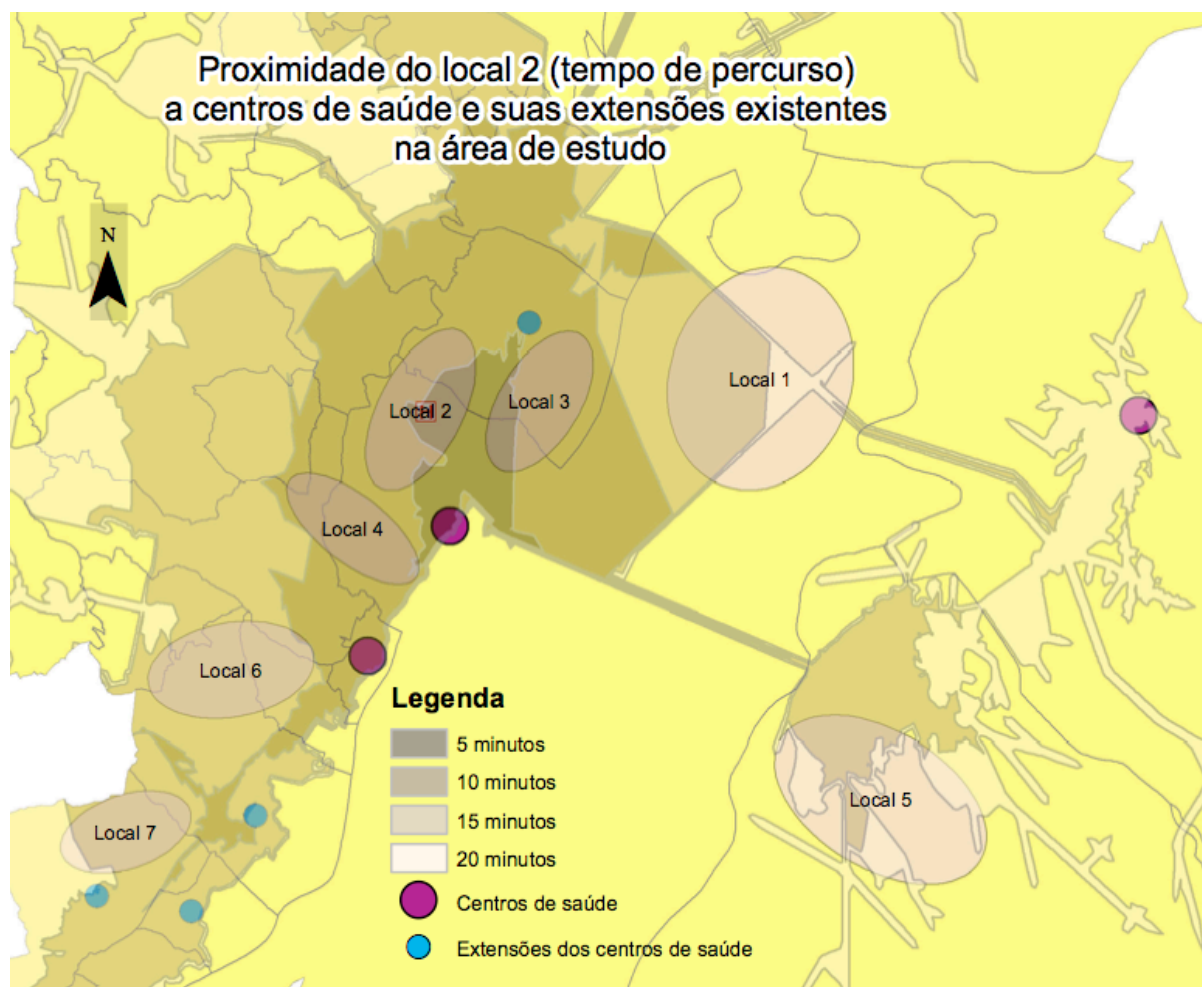 Proximidade do local 2 (tempo de percurso)
a centros de saúde e suas extensões existentes
na área de estudo
N
Local 1
Local 2
Local 3
Local 4
Local 6
Local 5
Local 7
Legenda
5 minutos
10 minutos
15 minutos
20 minutos
Centros de saúde
Extensões dos centros de saúde